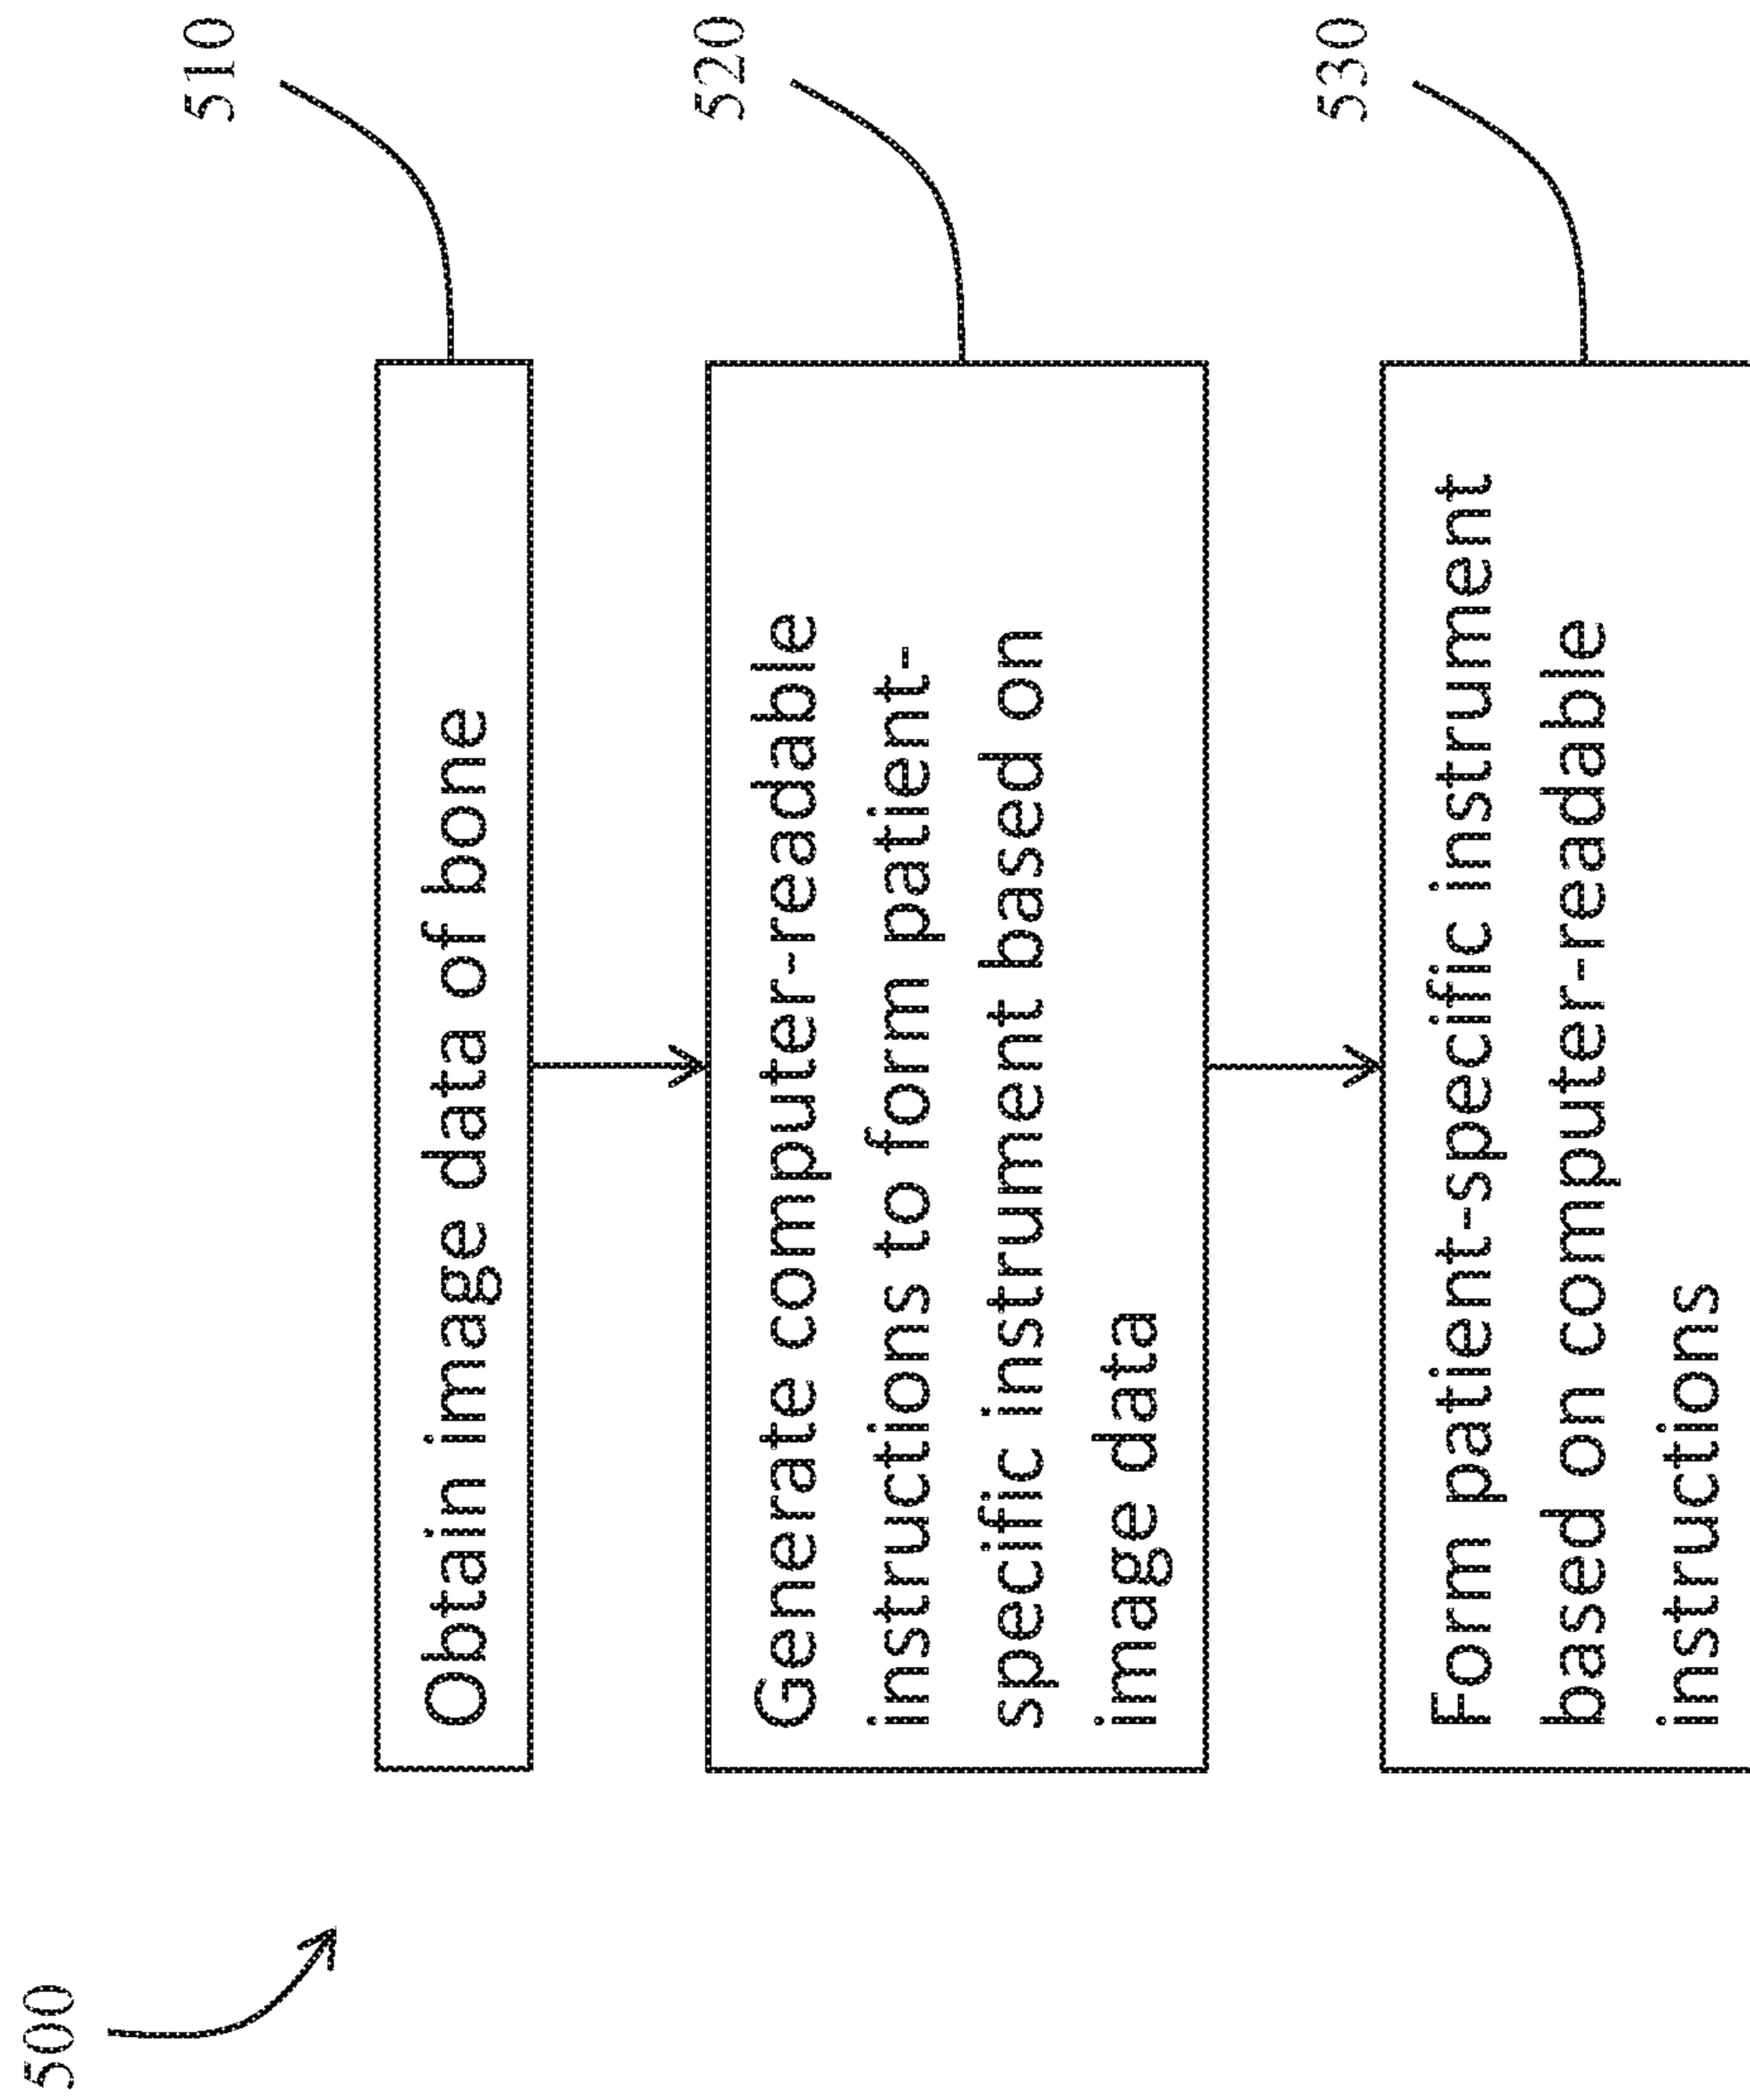 500
510
Obtain image data of bone
520
Generate computer-readable
instructions to form patient-
specific instrument based on
image data
530
Form patient-specific instrument
based on computer-readable
instructions